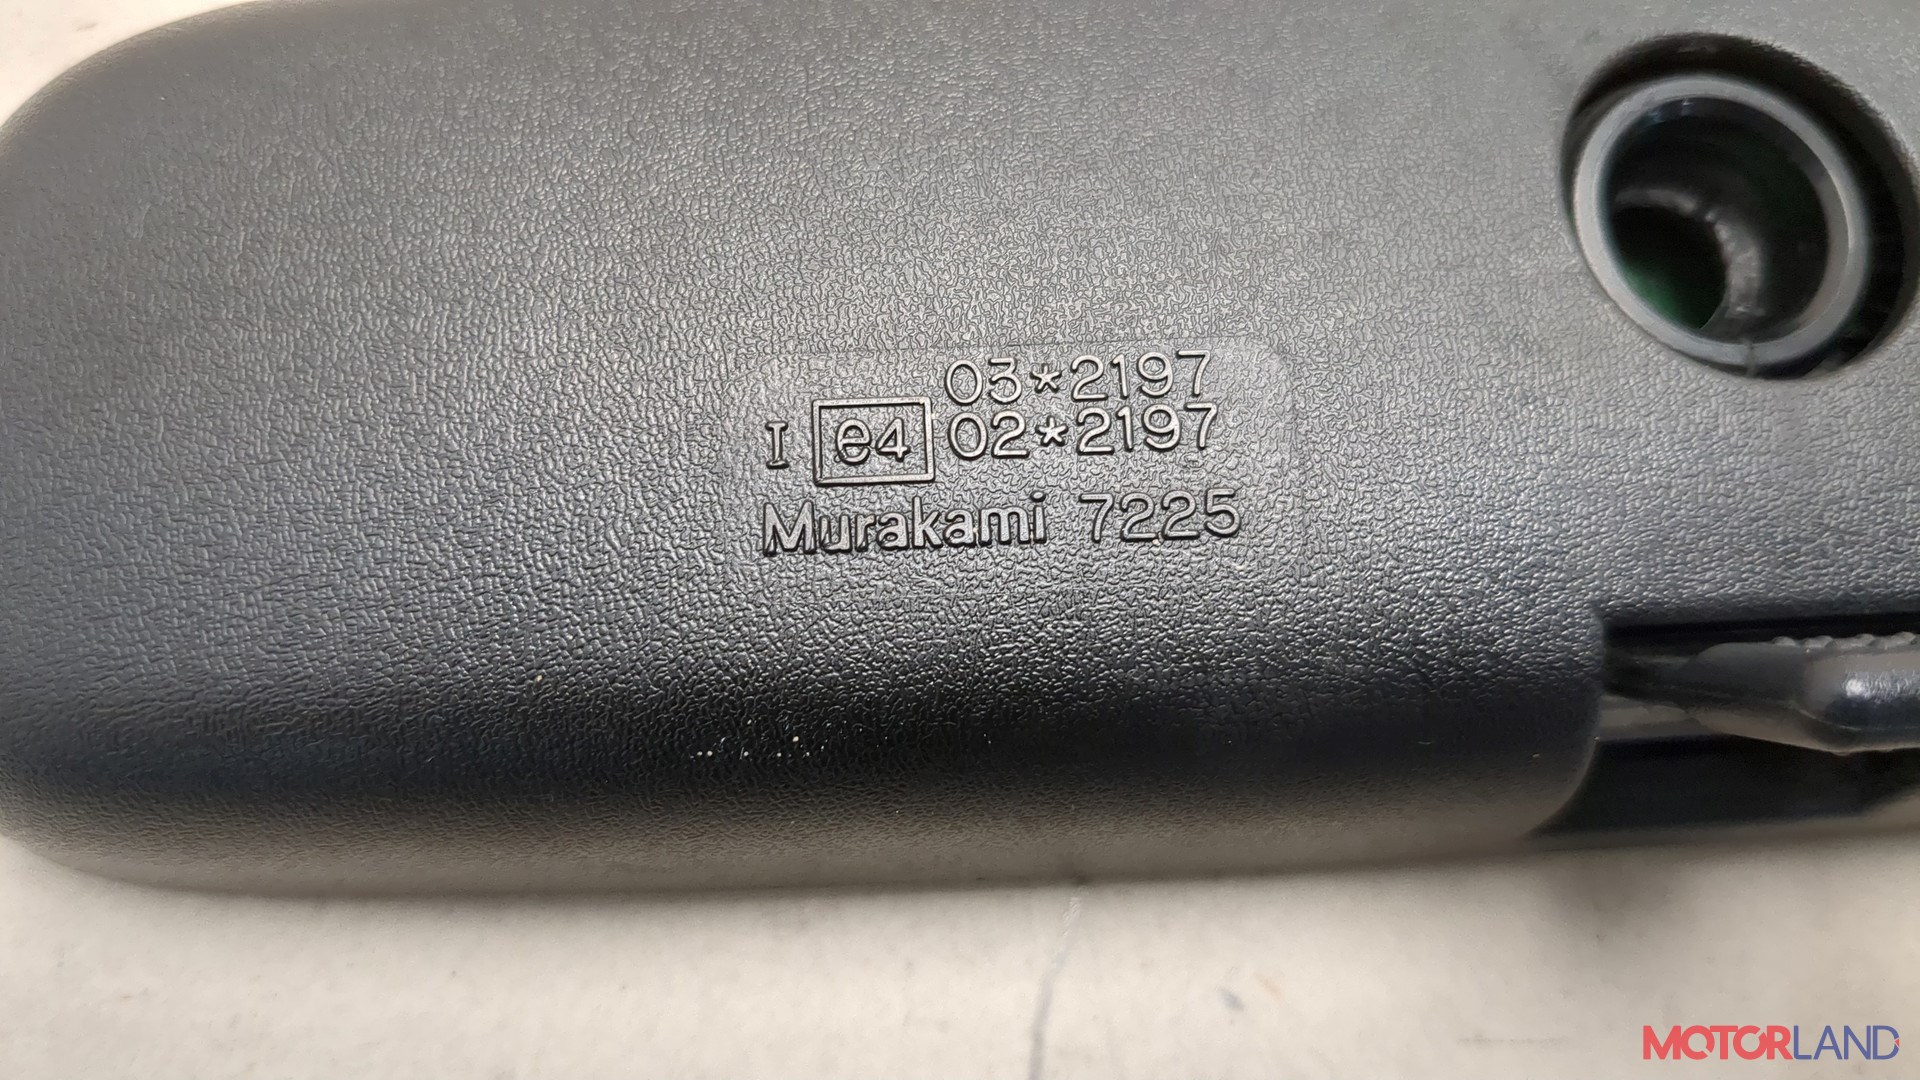 03*2197
I e4 02*2197
Murakami 7225
MOTORLAND